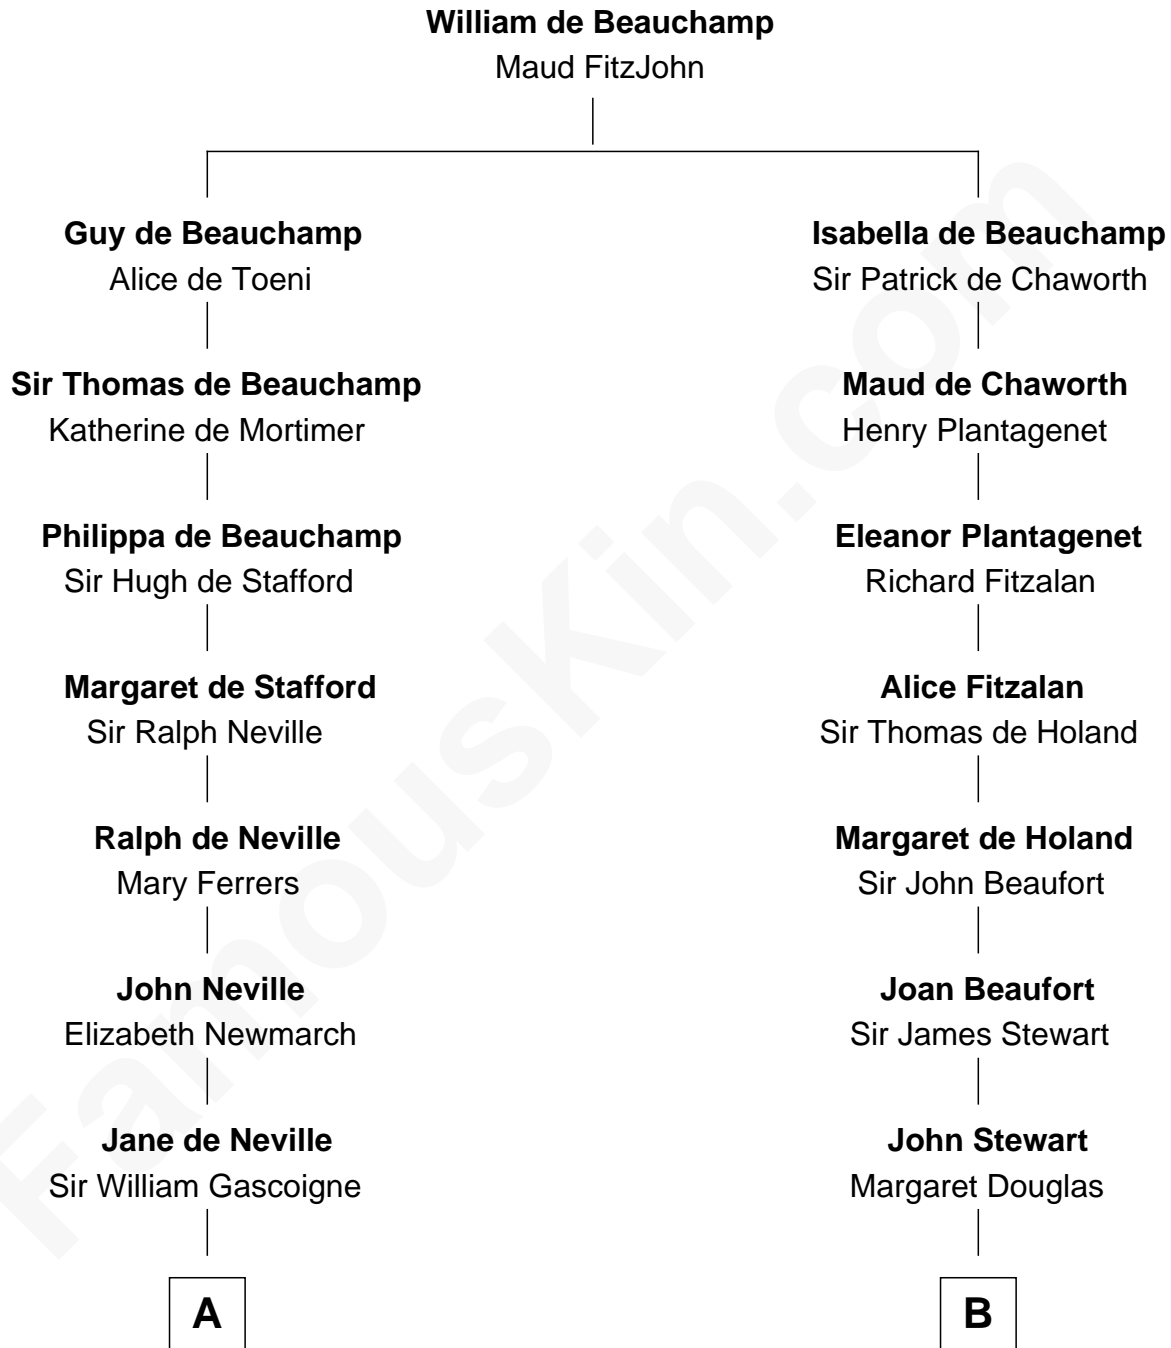 William de Beauchamp
Maud FitzJohn
Guy de Beauchamp
Alice de Toeni
Isabella de Beauchamp
Sir Patrick de Chaworth
Sir Thomas de Beauchamp
Katherine de Mortimer
Maud de Chaworth
Henry Plantagenet
Philippa de Beauchamp
Sir Hugh de Stafford
Eleanor Plantagenet
Richard Fitzalan
Margaret de Stafford
Sir Ralph Neville
Alice Fitzalan
Sir Thomas de Holand
Ralph de Neville
Mary Ferrers
Margaret de Holand
Sir John Beaufort
John Neville
Elizabeth Newmarch
Joan Beaufort
Sir James Stewart
Jane de Neville
Sir William Gascoigne
John Stewart
Margaret Douglas
A
B
FamousKin.com